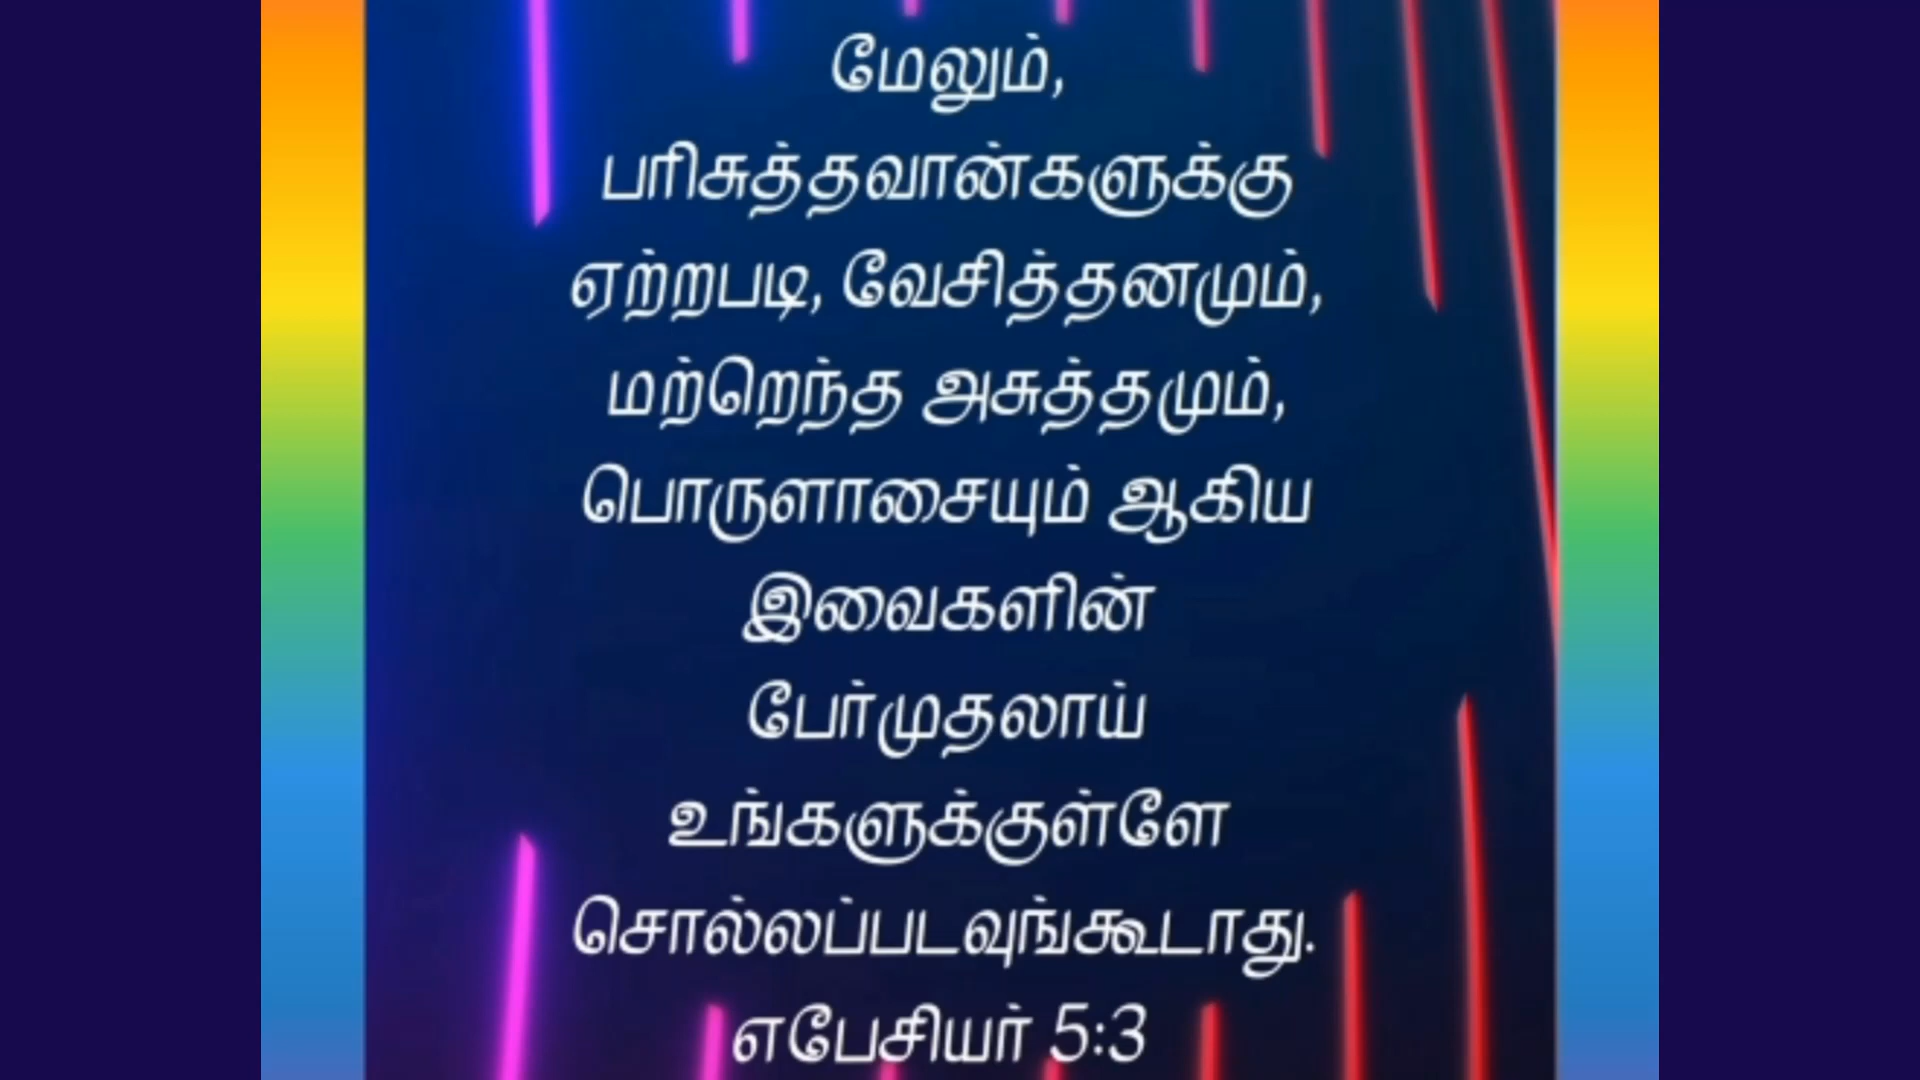 மேலும்,
பரிசுத்தவான்களுக்கு
ஏற்றபடி, வேசித்தனமும்,
மற்றெந்த அசுத்தமும்,
பொருளாசையும் ஆகிய
இவைகளின்
பேர்முதலாய்
உங்களுக்குள்ளே
சொல்லப்படவுங்கூடாது.
எபேசியர் 5:3